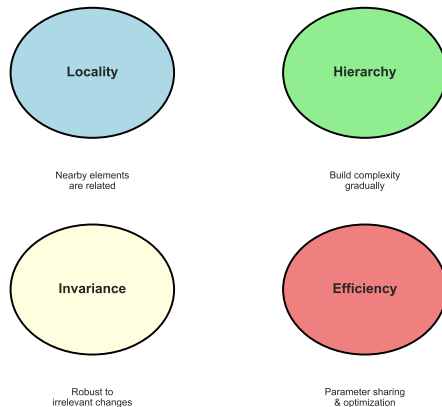 Locality
Hierarchy
Nearby elements
are related
Build complexity
gradually
Invariance
Efficiency
Robust to
irrelevant changes
Parameter sharing
& optimization